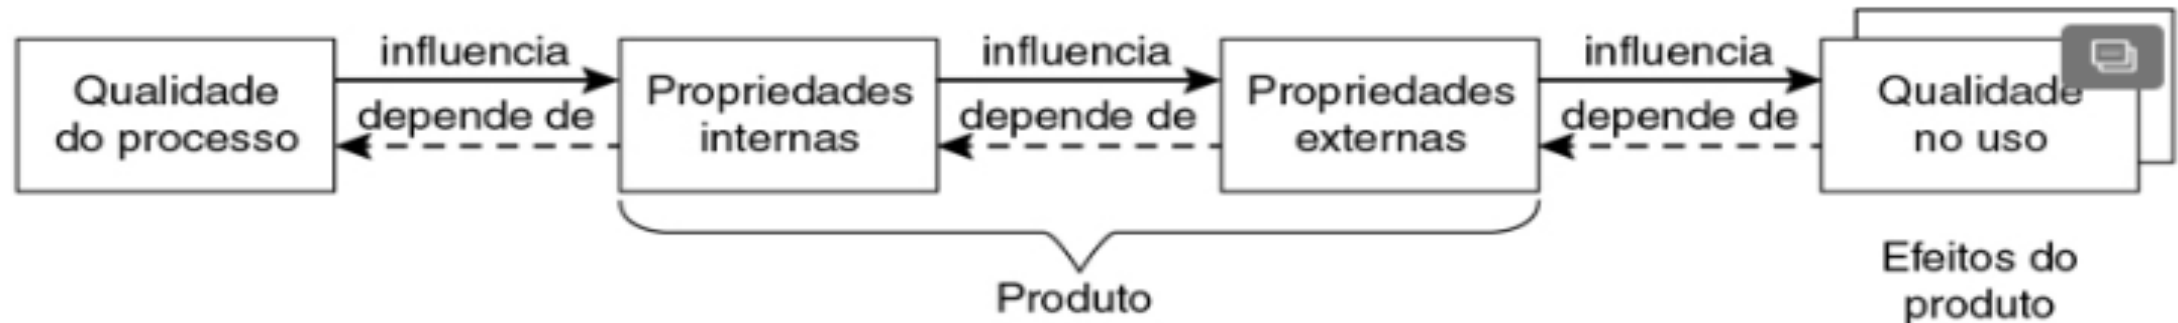 Qualidade
do processo
influencia
depende de
Propriedades
internas
influencia
depende de
Propriedades
externas
influencia
depende de
Qualidade
no uso
Produto
Efeitos do
produto